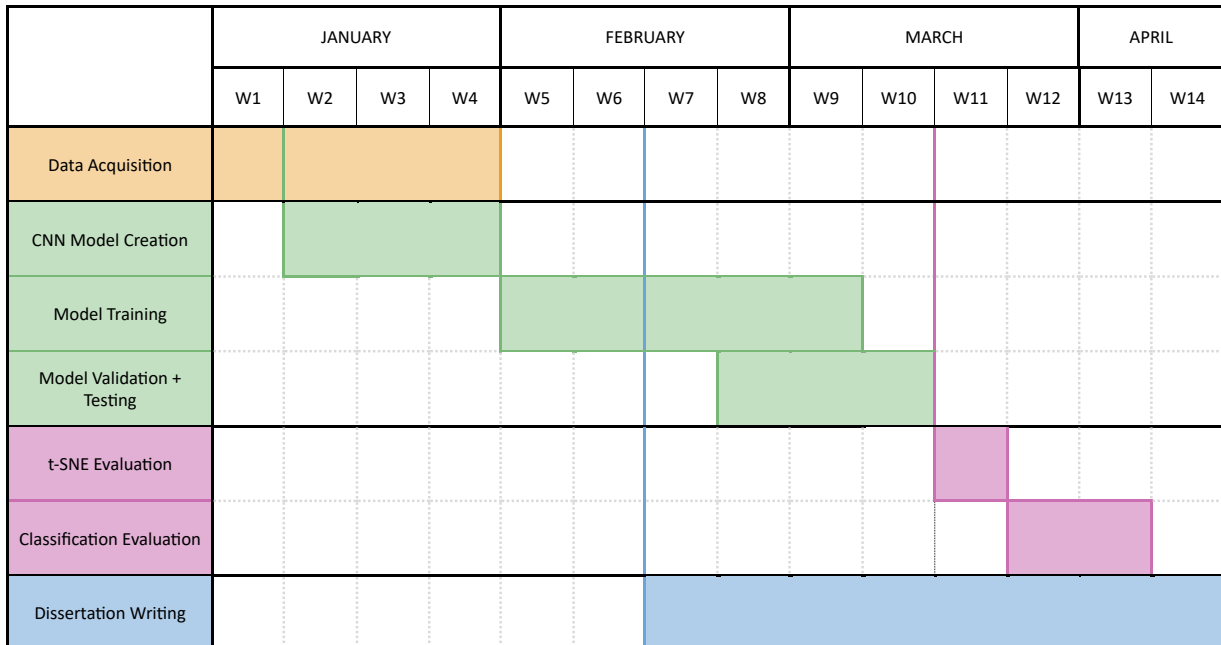 JANUARY FEBRUARY MARCH APRIL
W1 W2 W3 W4 W5 W6 W7 W8 W9 W10 W11 W12 W13 W14
Data Acquisition
CNN Model Creation
Model Training
Model Validation +
Testing
t-SNE Evaluation
Classification Evaluation
Dissertation Writing